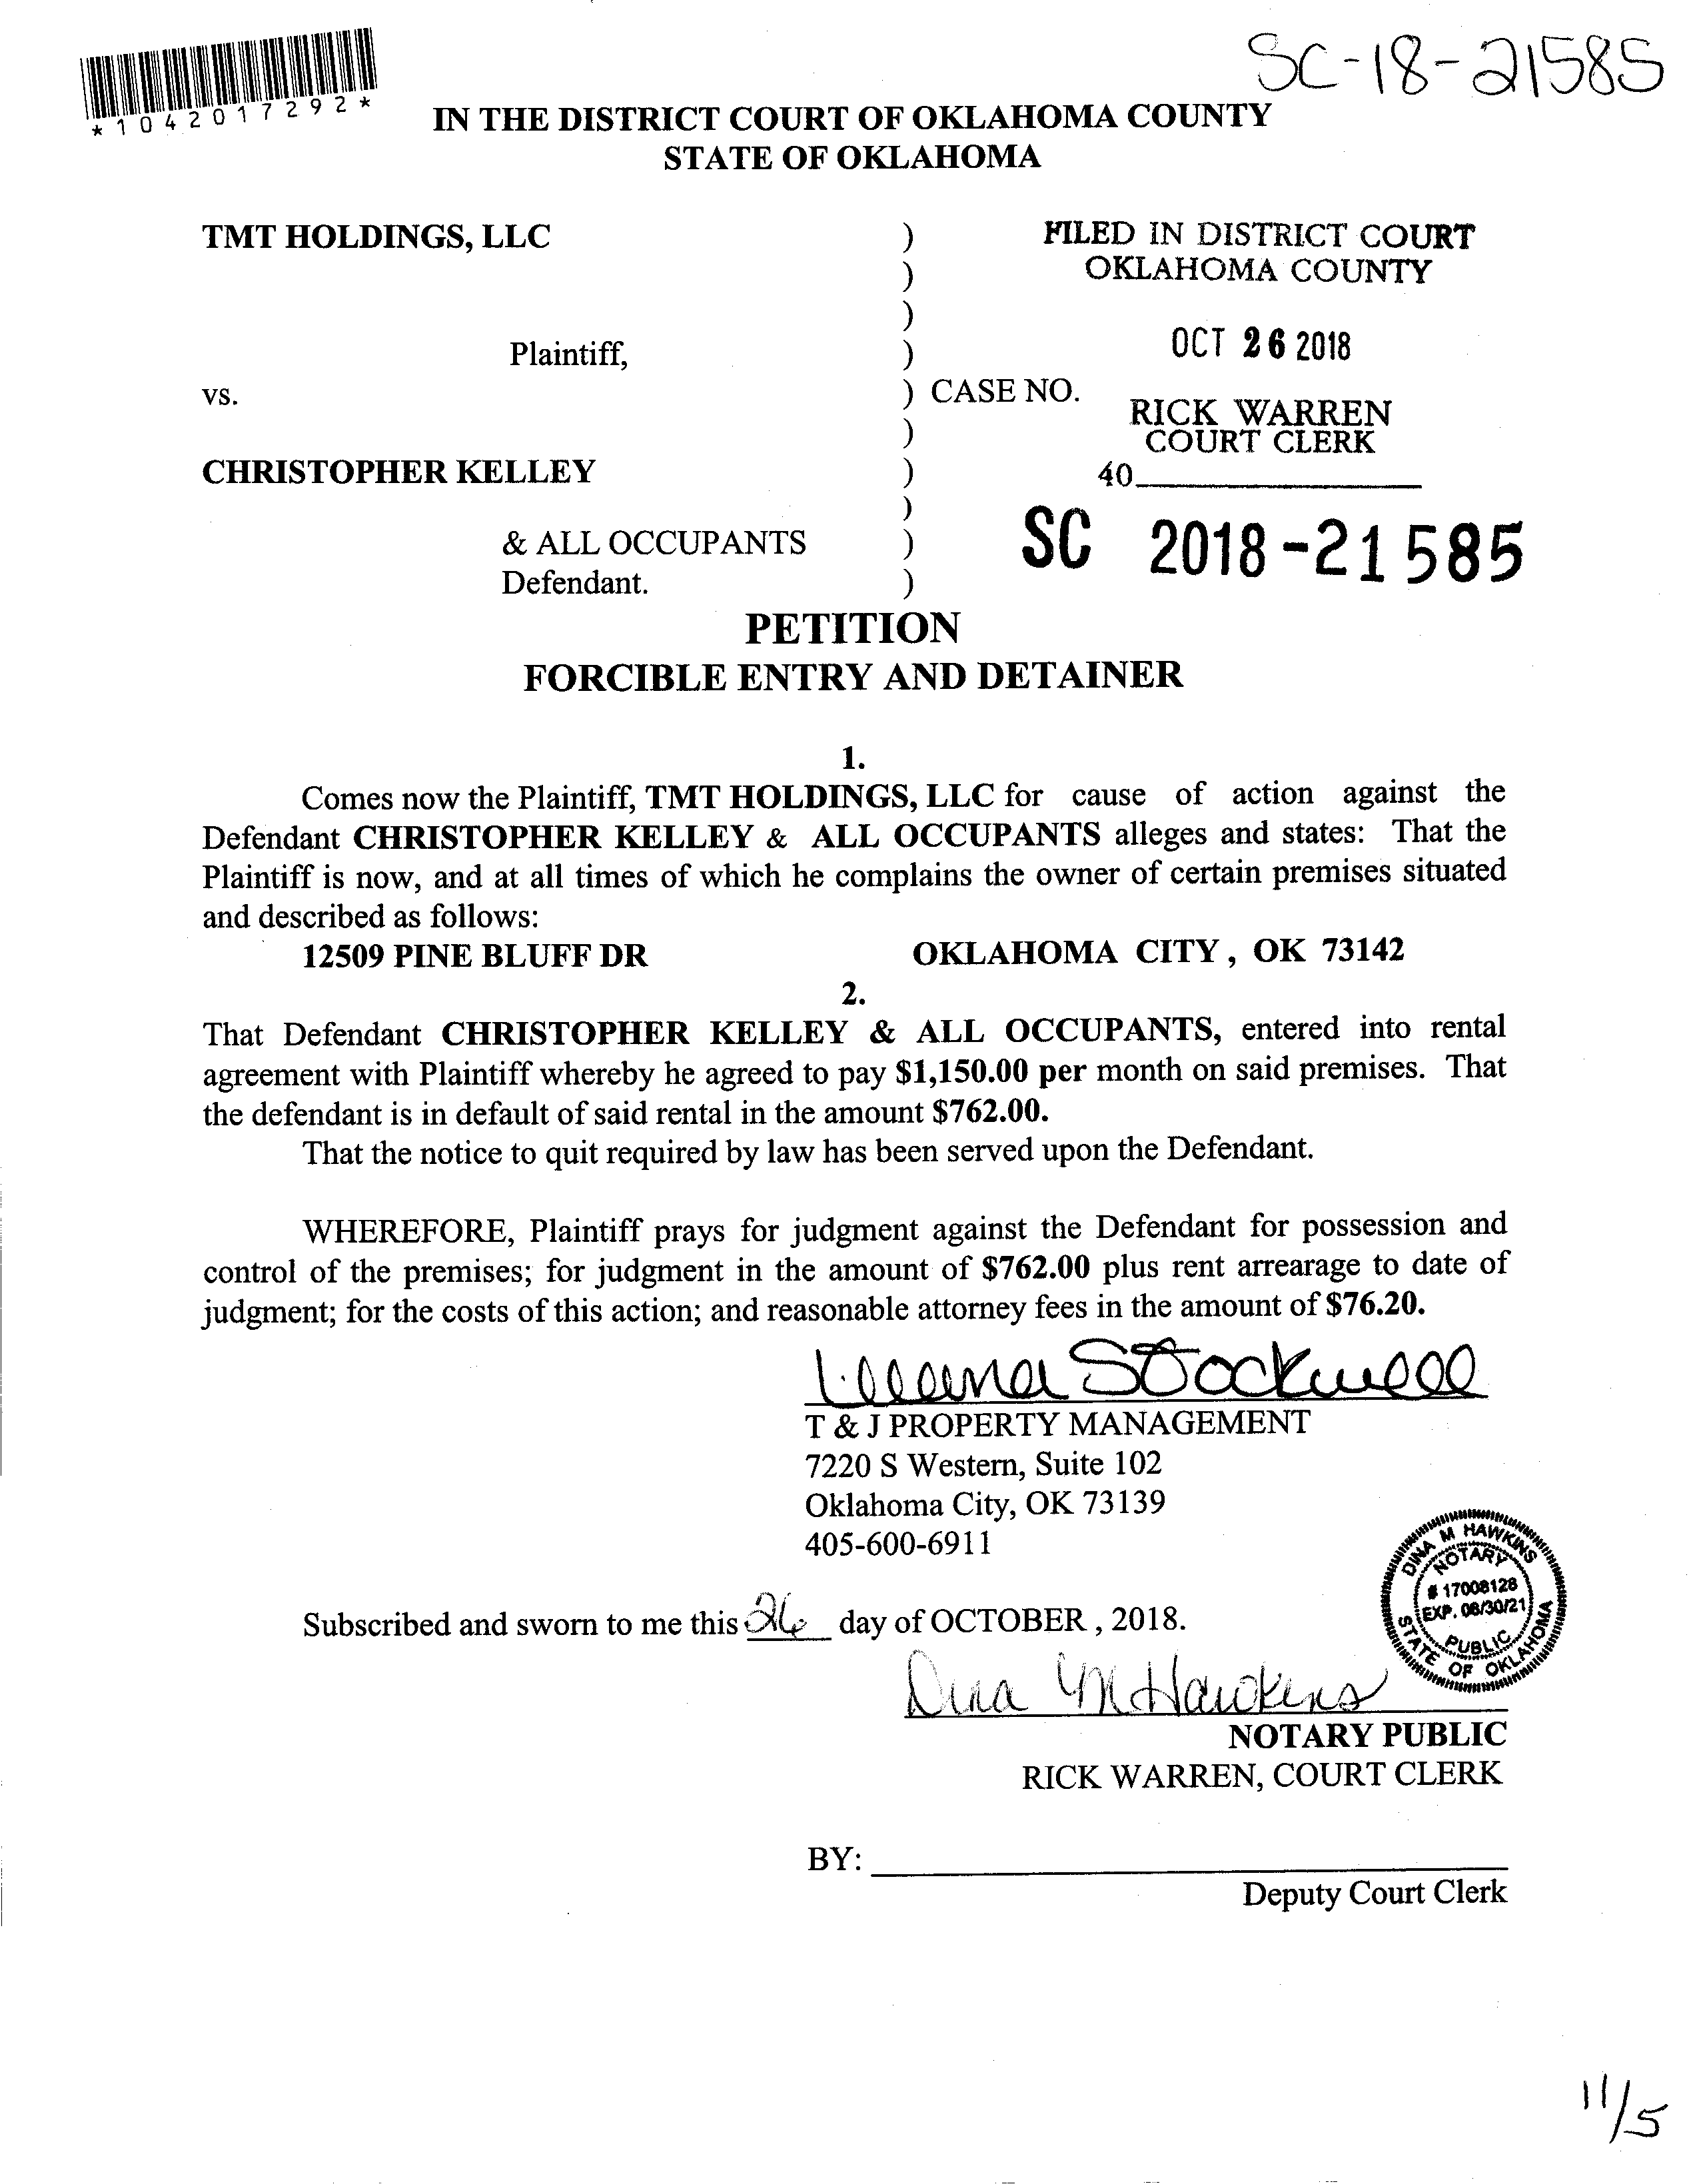 SC-18-21585
*1042017292*
IN THE DISTRICT COURT OF OKLAHOMA COUNTY
STATE OF OKLAHOMA
TMT HOLDINGS, LLC )
)
)
Plaintiff, )
vs. ) CASE NO.
)
CHRISTOPHER KELLEY )
)
& ALL OCCUPANTS )
Defendant. )
FILED IN DISTRICT COURT
OKLAHOMA COUNTY
OCT 26 2018
RICK WARREN
COURT CLERK
40
SC 2018-21585
PETITION
FORCIBLE ENTRY AND DETAINER
1.
Comes now the Plaintiff, TMT HOLDINGS, LLC for cause of action against the
Defendant CHRISTOPHER KELLEY & ALL OCCUPANTS alleges and states: That the
Plaintiff is now, and at all times of which he complains the owner of certain premises situated
and described as follows:
12509 PINE BLUFF DR OKLAHOMA CITY, OK 73142
2.
That Defendant CHRISTOPHER KELLEY & ALL OCCUPANTS, entered into rental
agreement with Plaintiff whereby he agreed to pay $1,150.00 per month on said premises. That
the defendant is in default of said rental in the amount $762.00.
That the notice to quit required by law has been served upon the Defendant.
WHEREFORE, Plaintiff prays for judgment against the Defendant for possession and
control of the premises; for judgment in the amount of $762.00 plus rent arrearage to date of
judgment; for the costs of this action; and reasonable attorney fees in the amount of $76.20.
Stockwell
T & J PROPERTY MANAGEMENT
7220 S Western, Suite 102
Oklahoma City, OK 73139
405-600-6911
DINA M HAWKINS
NOTARY
# 17008128
EXP. 08/30/21
PUBLIC
STATE OF OKLAHOMA
Subscribed and sworn to me this 26 day of OCTOBER , 2018.
Dina M Hawkins
NOTARY PUBLIC
RICK WARREN, COURT CLERK
BY:
Deputy Court Clerk
11/5